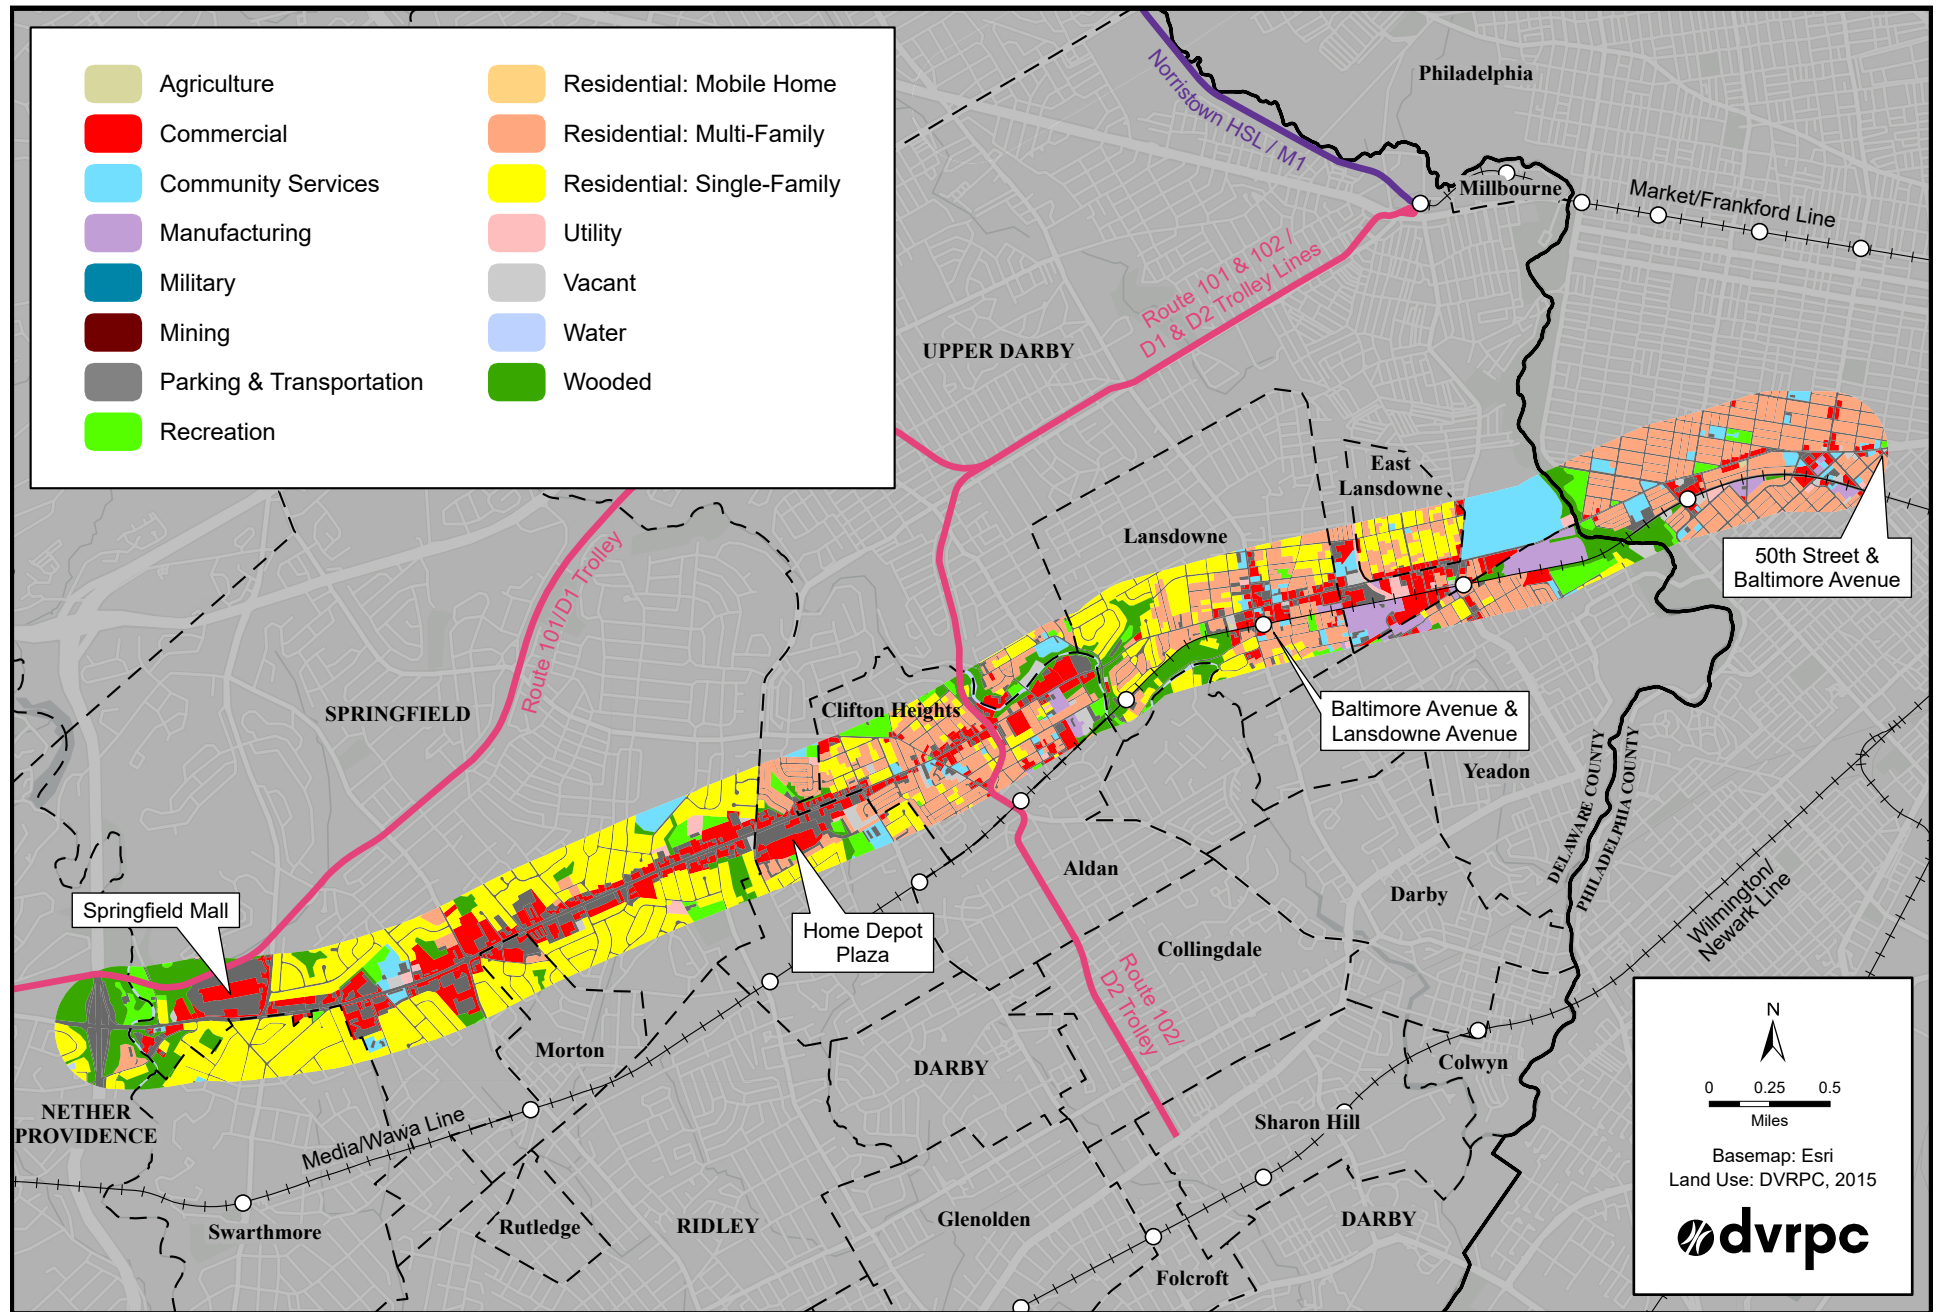 Agriculture
Commercial
Community Services
Manufacturing
Military
Mining
Parking & Transportation
Recreation
Residential: Mobile Home
Residential: Multi-Family
Residential: Single-Family
Utility
Vacant
Water
Wooded
Philadelphia
Norristown HSL / M1
Millbourne
Market/Frankford Line
Route 101 & 102 /
D1 & D2 Trolley Lines
UPPER DARBY
East
Lansdowne
Lansdowne
50th Street &
Baltimore Avenue
Route 101/D1 Trolley
SPRINGFIELD
Clifton Heights
Baltimore Avenue &
Lansdowne Avenue
Yeadon
DELAWARE COUNTY
PHILADELPHIA COUNTY
Aldan
Darby
Springfield Mall
Home Depot
Plaza
Collingdale
Wilmington/
Newark Line
Route 102/
D2 Trolley
Morton
DARBY
Colwyn
NETHER
PROVIDENCE
Media/Wawa Line
Sharon Hill
Swarthmore
Rutledge
RIDLEY
Glenolden
DARBY
Folcroft
N
0 0.25 0.5
Miles
Basemap: Esri
Land Use: DVRPC, 2015
dvrpc